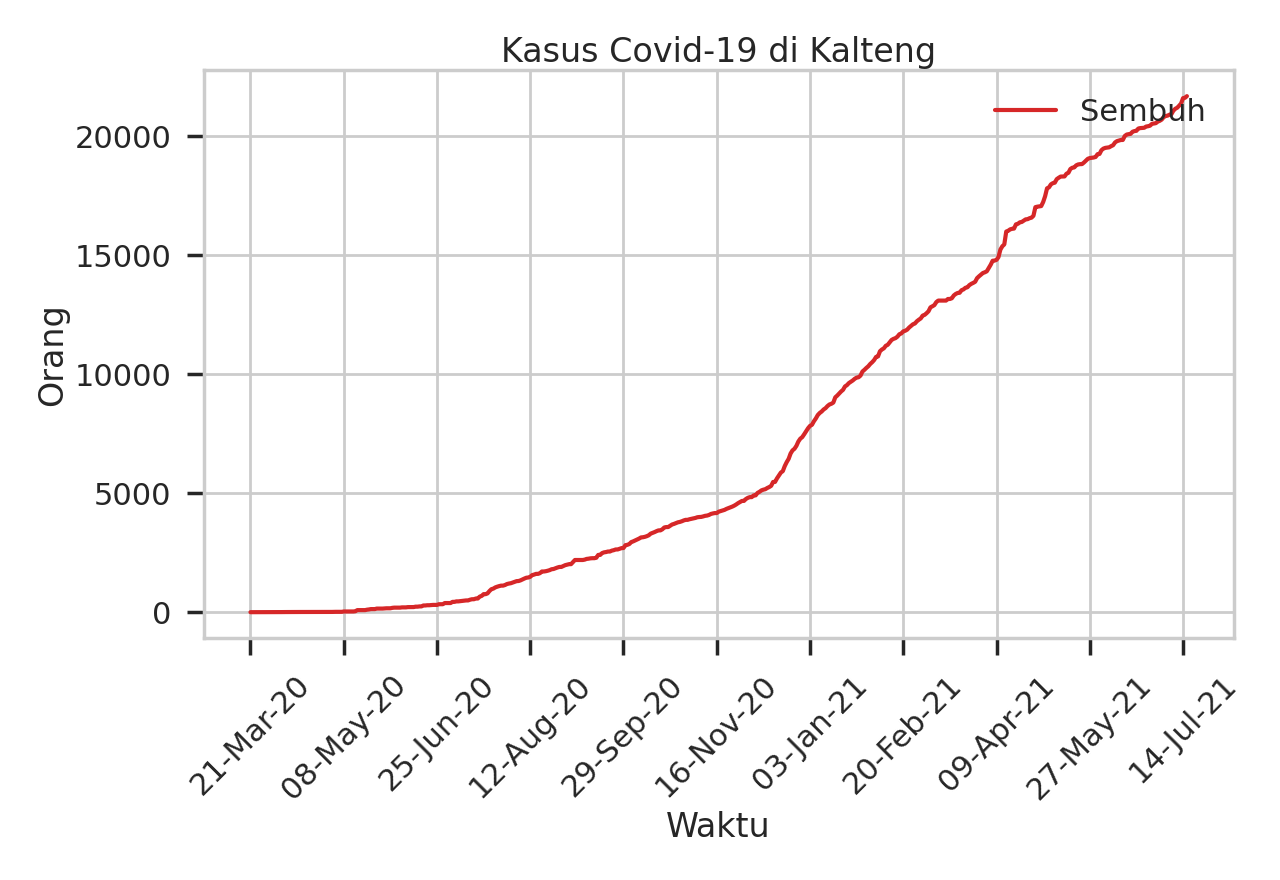 Kasus Covid-19 di Kalteng
Sembuh
Orang
20000
15000
10000
5000
0
21-Mar-20
08-May-20
25-Jun-20
12-Aug-20
29-Sep-20
16-Nov-20
03-Jan-21
20-Feb-21
09-Apr-21
27-May-21
14-Jul-21
Waktu